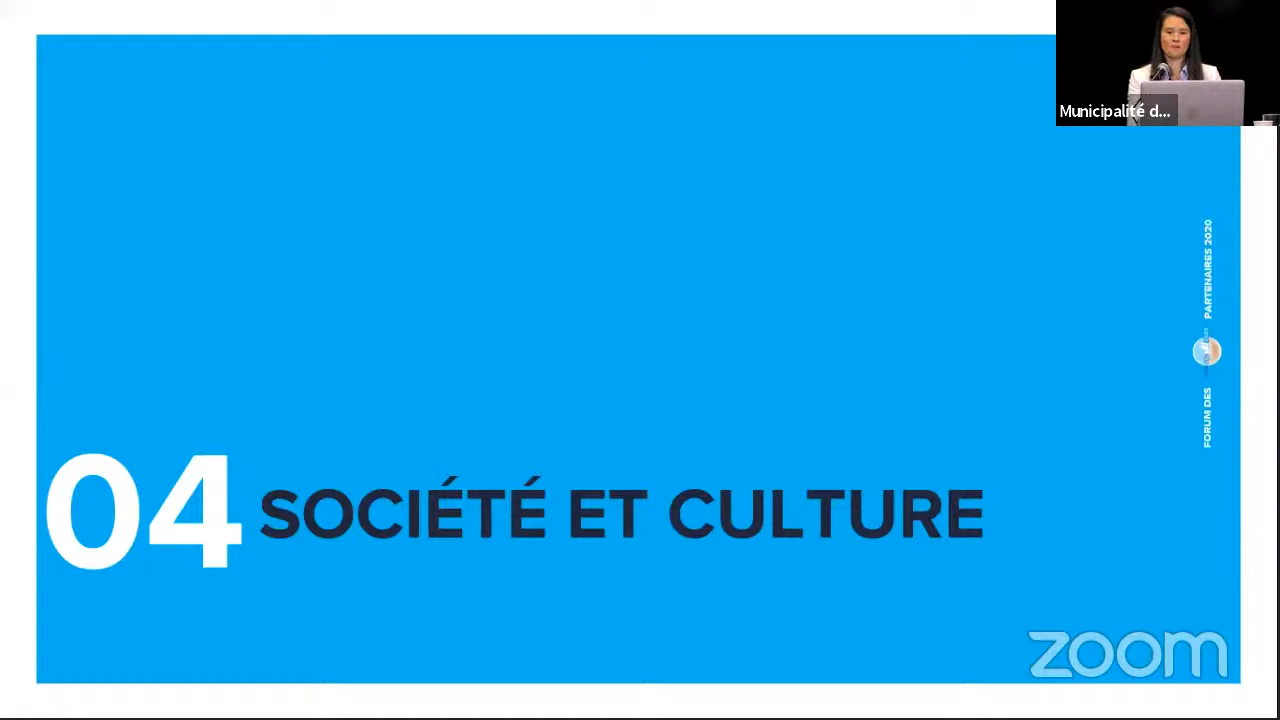 Municipalité d...
FORUM DES
PARTENAIRES 2020
04 SOCIÉTÉ ET CULTURE
zoom